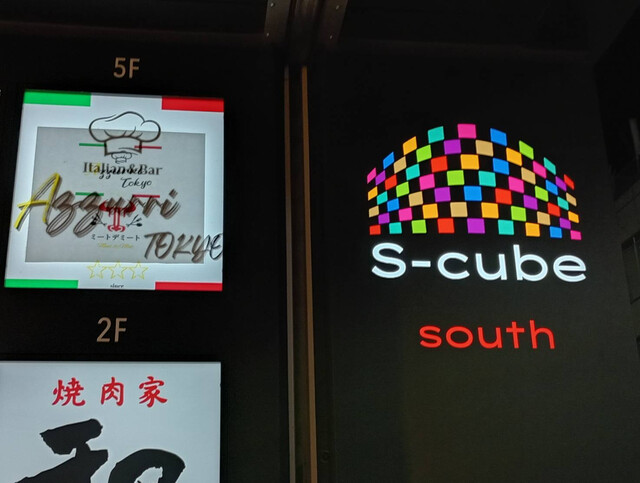 5F
Italian & Bar
Tokyo
Azzurri
ミートデミート
TOKYO
2F
焼肉家
S-cube
south